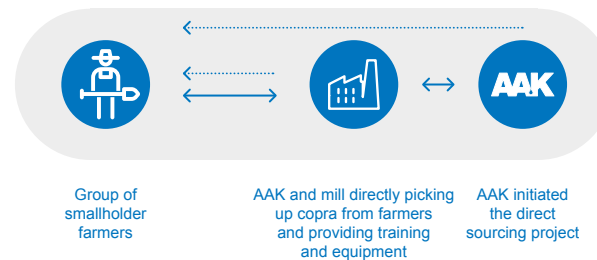 AAK
Group of
smallholder
farmers
AAK and mill directly picking
up copra from farmers
and providing training
and equipment
AAK initiated
the direct
sourcing project